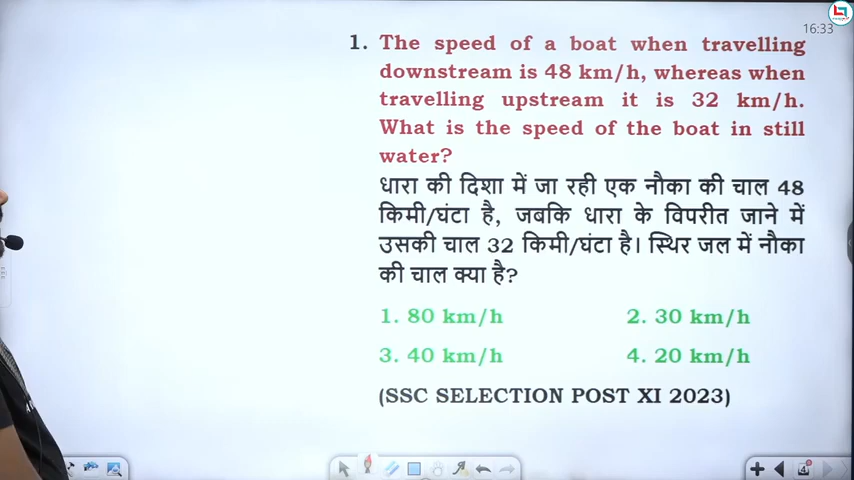 16:33
1. The speed of a boat when travelling
downstream is 48 km/h, whereas when
travelling upstream it is 32 km/h.
What is the speed of the boat in still
water?
धारा की दिशा में जा रही एक नौका की चाल 48
किमी/घंटा है, जबकि धारा के विपरीत जाने में
उसकी चाल 32 किमी/घंटा है। स्थिर जल में नौका
की चाल क्या है?
1. 80 km/h 2. 30 km/h
3. 40 km/h 4. 20 km/h
(SSC SELECTION POST XI 2023)
4